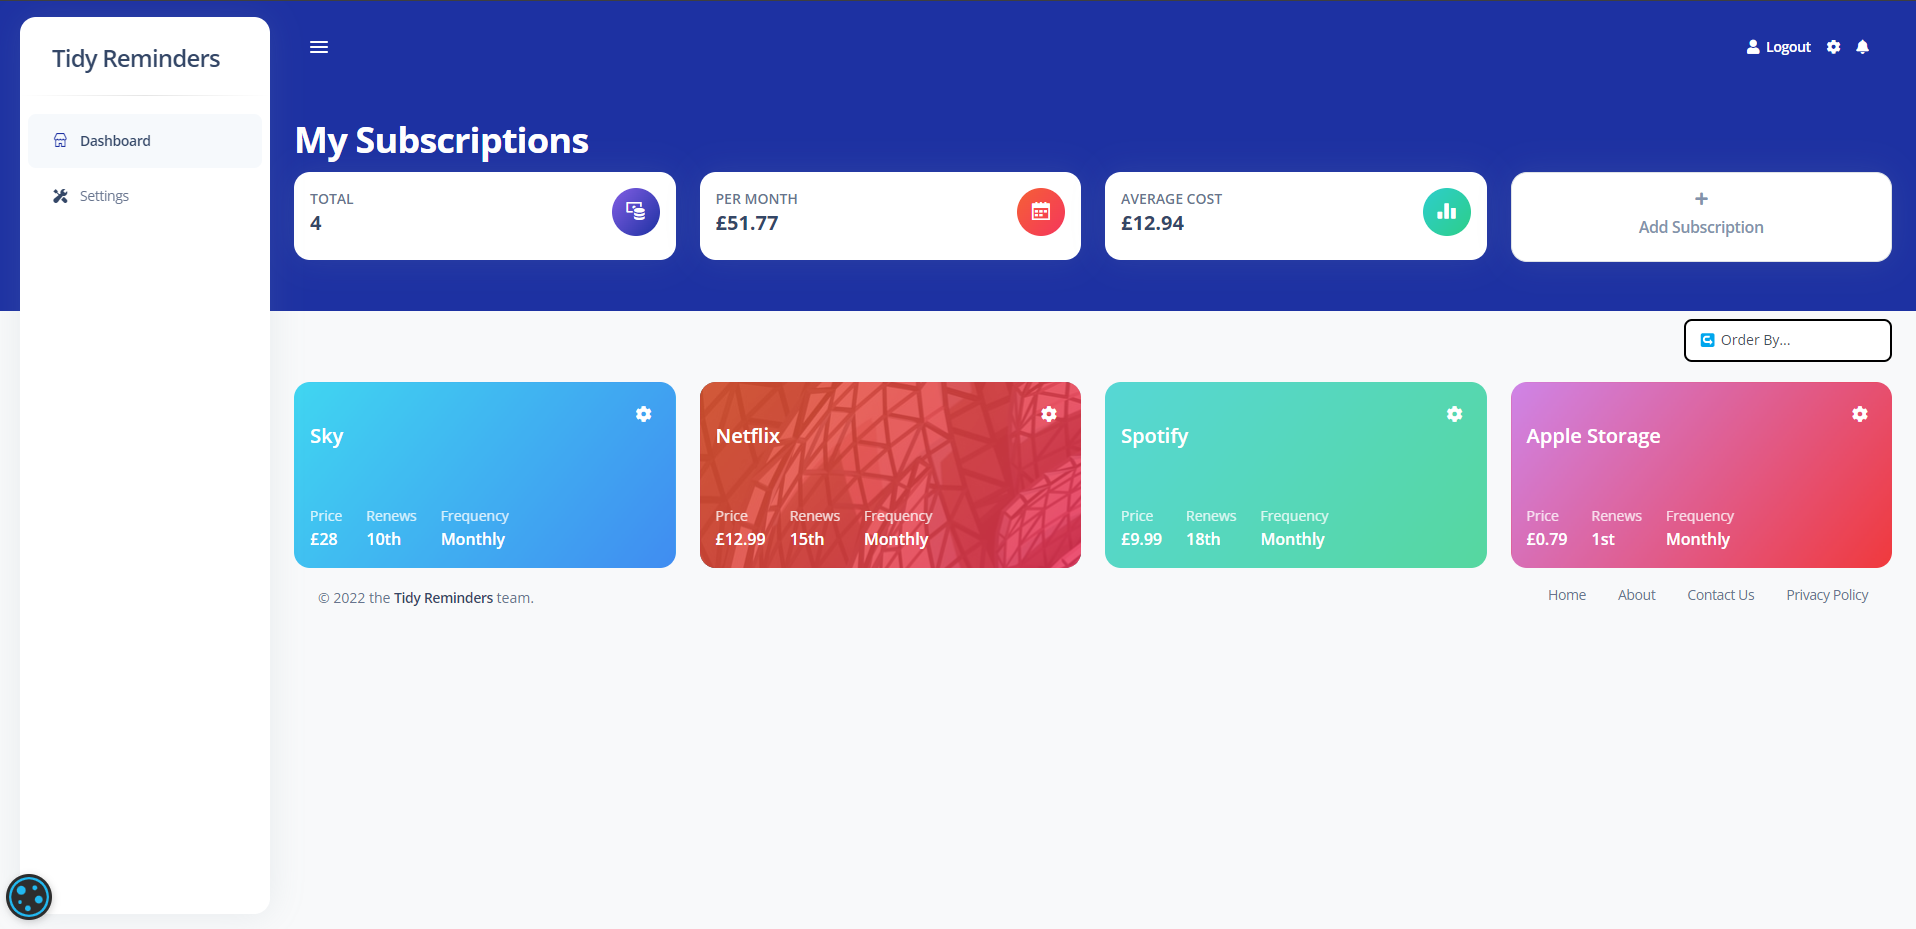 Tidy Reminders
Logout
Dashboard
Settings
My Subscriptions
TOTAL
4
PER MONTH
£51.77
AVERAGE COST
£12.94
Add Subscription
Order By...
Sky
Price Renews Frequency
£28 10th Monthly
Netflix
Price Renews Frequency
£12.99 15th Monthly
Spotify
Price Renews Frequency
£9.99 18th Monthly
Apple Storage
Price Renews Frequency
£0.79 1st Monthly
© 2022 the Tidy Reminders team.
Home About Contact Us Privacy Policy